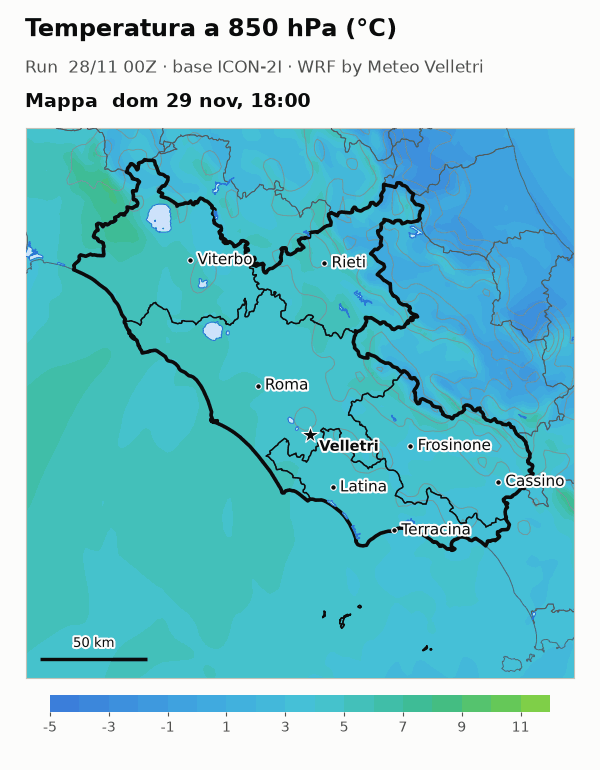 Temperatura a 850 hPa (°C)
Run  28/11 00Z · base ICON-2I · WRF by Meteo Velletri
Mappa  dom 29 nov, 18:00
Viterbo
Rieti
Roma
Velletri
Frosinone
Cassino
Latina
Terracina
50 km
-5 -3 -1 1 3 5 7 9 11